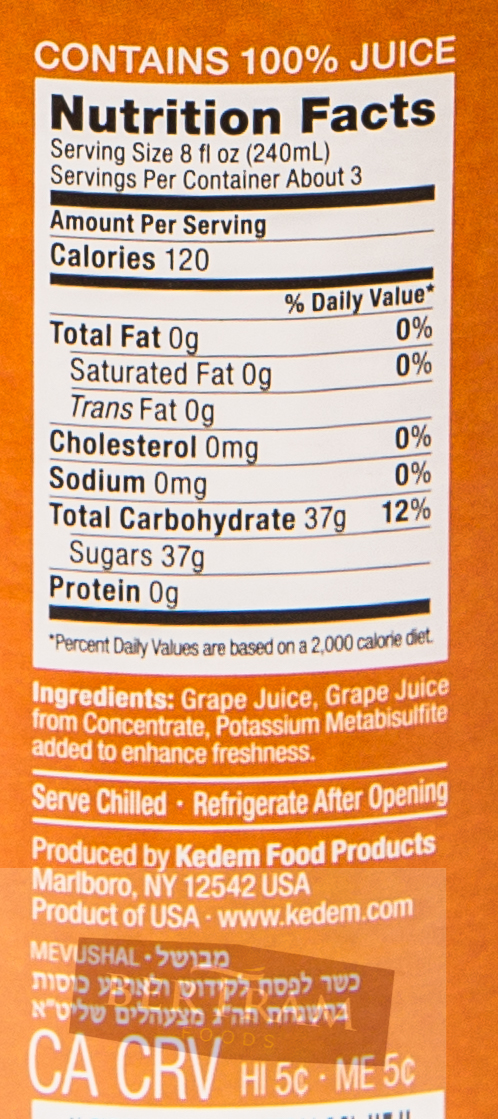 CONTAINS 100% JUICE
Nutrition Facts
Serving Size 8 fl oz (240mL)
Servings Per Container About 3
Amount Per Serving
Calories 120
% Daily Value*
Total Fat 0g 0%
Saturated Fat 0g 0%
Trans Fat 0g
Cholesterol 0mg 0%
Sodium 0mg 0%
Total Carbohydrate 37g 12%
Sugars 37g
Protein 0g
*Percent Daily Values are based on a 2,000 calorie diet.
Ingredients: Grape Juice, Grape Juice
from Concentrate, Potassium Metabisulfite
added to enhance freshness.
Serve Chilled · Refrigerate After Opening
Produced by Kedem Food Products
Marlboro, NY 12542 USA
Product of USA · www.kedem.com
MEVUSHAL · מבושל
כשר לפסח לקידוש ולארבע כוסות
בהשגחת הה"ג מצעהלים שליט"א
BERTRAM
FOODS
CA CRV HI 5¢ · ME 5¢